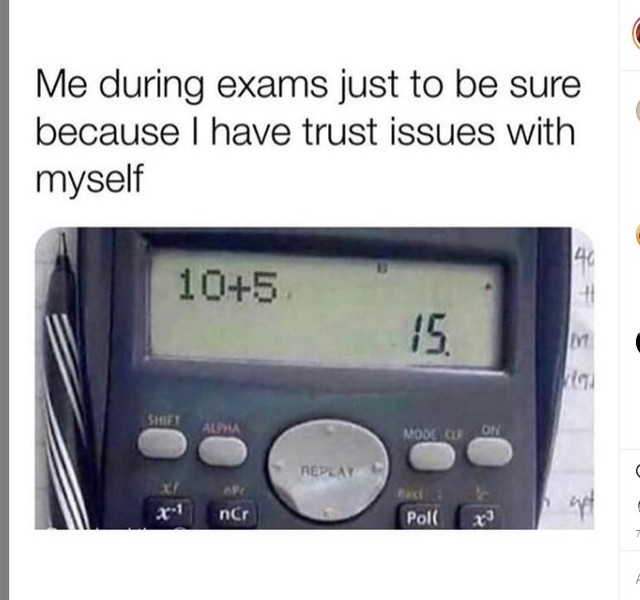 Me during exams just to be sure
because I have trust issues with
myself
10+5
15.
SHIFT ALPHA MODE CLR ON
REPLAY
x! nPr
x-1 nCr Pol( x³